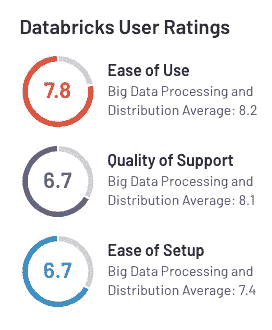 Databricks User Ratings
7.8
Ease of Use
Big Data Processing and
Distribution Average: 8.2
6.7
Quality of Support
Big Data Processing and
Distribution Average: 8.1
6.7
Ease of Setup
Big Data Processing and
Distribution Average: 7.4